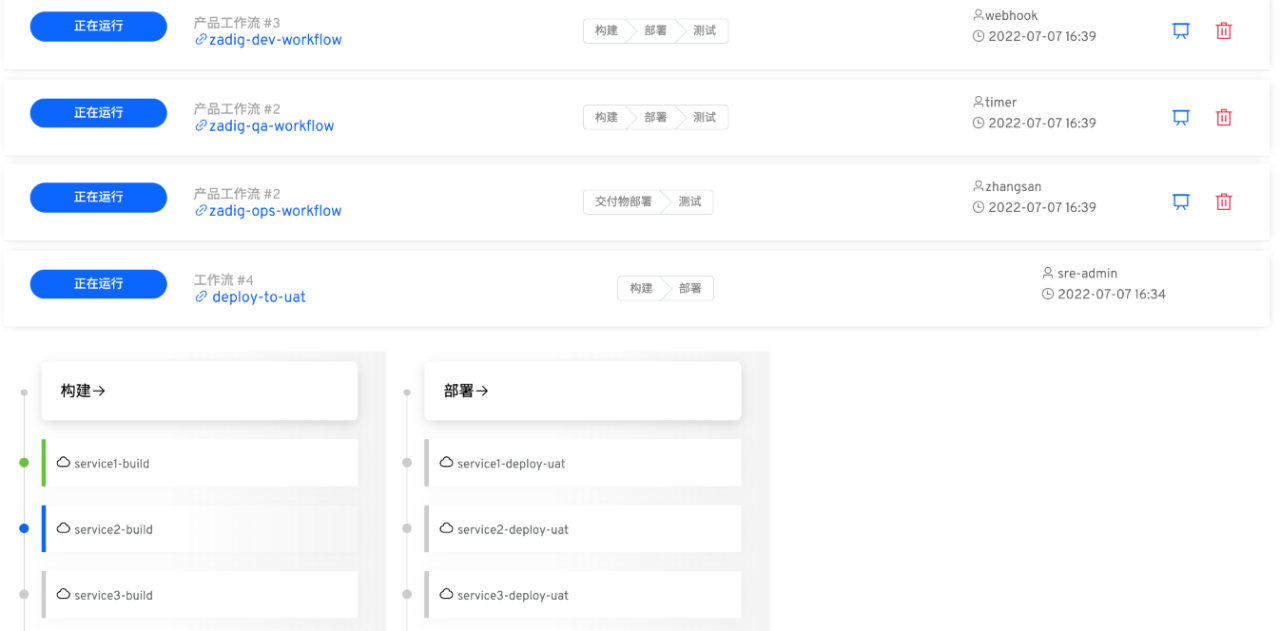 正在运行
产品工作流 #3
zadig-dev-workflow
构建 部署 测试
webhook
2022-07-07 16:39
正在运行
产品工作流 #2
zadig-qa-workflow
构建 部署 测试
timer
2022-07-07 16:39
正在运行
产品工作流 #2
zadig-ops-workflow
交付物部署 测试
zhangsan
2022-07-07 16:39
正在运行
工作流 #4
deploy-to-uat
构建 部署
sre-admin
2022-07-07 16:34
构建→
service1-build
service2-build
service3-build
部署→
service1-deploy-uat
service2-deploy-uat
service3-deploy-uat